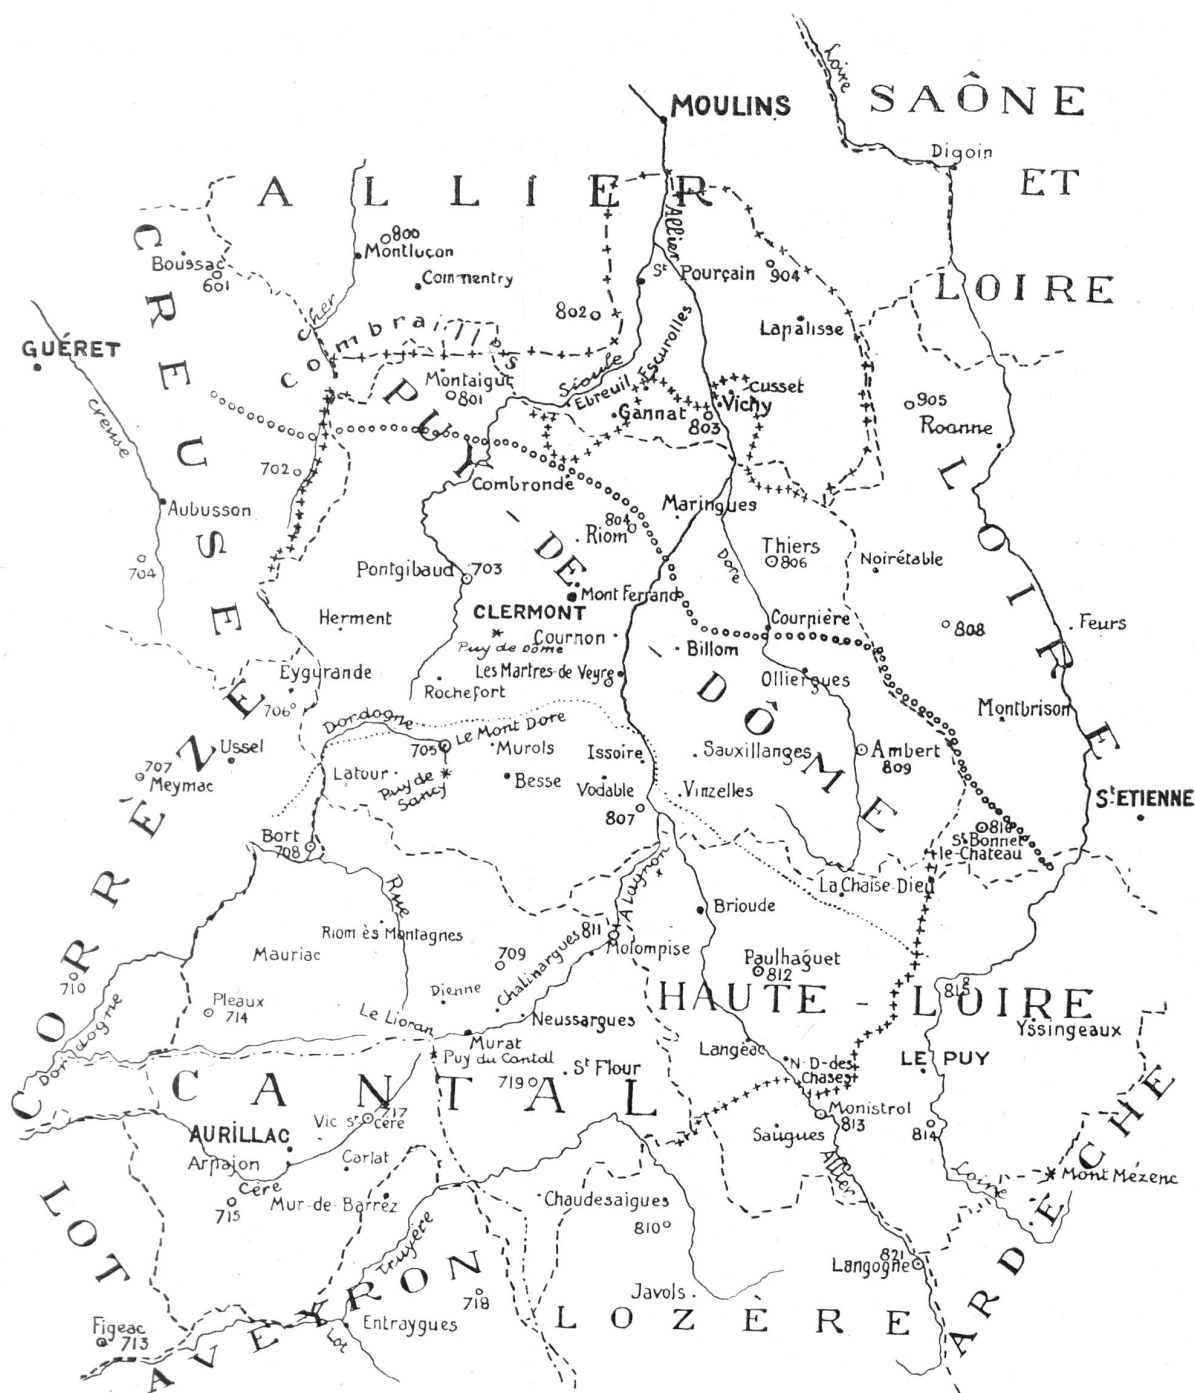 Loire
SAÔNE
MOULINS
Digoin
ET
ALLIER
Allier
CREUSE
800
Montluçon
Boussac
601
Commentry
St Pourçain
904
LOIRE
Cher
802
Lapalisse
Combrailles
GUÉRET
Escurolles
Sioule
Ebreuil
Montaigut
801
Cusset
Vichy
Gannat
803
905
Roanne
Creuse
PUY-DE-DÔME
702
Combronde
LOIRE
Aubusson
Maringues
804
Riom
Thiers
806
Noirétable
704
Pontgibaud
703
Dore
Mont Ferrand
CLERMONT
Herment
Courpière
808
Feurs
Puy de Dôme
Cournon
Billom
Eygurande
Les Martres-de Veyre
Olliergues
Rochefort
706
Montbrison
Dordogne
Le Mont Dore
705
CORRÈZE
Ussel
Murols
Issoire
Sauxillanges
Ambert
809
707
Meymac
Latour
Puy de Sancy
Besse
Vodable
Vinzelles
St ETIENNE
807
Bort
708
816
St Bonnet
le-Chateau
Alagnon
Rue
La Chaise-Dieu
Brioude
Riom ès Montagnes
811
Molompise
Mauriac
709
Chalinargues
Paulhaguet
812
710
Dienne
815
Pleaux
714
HAUTE-LOIRE
Le Lioran
Neussargues
Yssingeaux
Dordogne
Murat
Langeac
LE PUY
Puy du Cantal
St Flour
N-D-des
Chases
719
CANTAL
717
Vic s/ Cère
Monistrol
813
AURILLAC
Saugues
814
Arpajon
Carlat
Allier
Loire
Mont Mézenc
Cère
715
Mur-de-Barrez
Chaudesaigues
810
LOT
Truyère
821
Langogne
ARDÈCHE
AVEYRON
718
Javols
Figeac
713
Lot
Entraygues
LOZÈRE